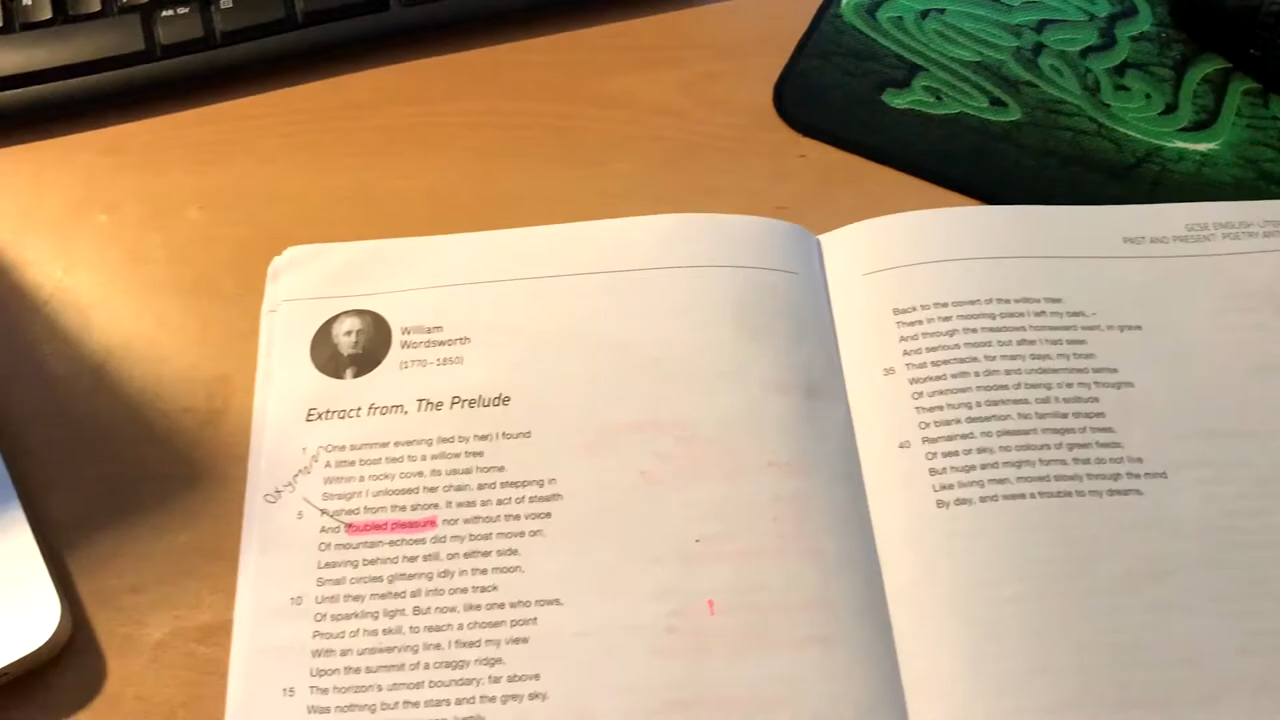 Alt Gr
GCSE ENGLISH
PAST AND PRESENT: POETRY
William
Wordsworth
(1770–1850)
Extract from, The Prelude
1 One summer evening (led by her) I found
A little boat tied to a willow tree
Within a rocky cove, its usual home.
Straight I unloosed her chain, and stepping in
5 Pushed from the shore. It was an act of stealth
And troubled pleasure, nor without the voice
Of mountain-echoes did my boat move on;
Leaving behind her still, on either side,
Small circles glittering idly in the moon,
10 Until they melted all into one track
Of sparkling light. But now, like one who rows,
Proud of his skill, to reach a chosen point
With an unswerving line, I fixed my view
Upon the summit of a craggy ridge,
15 The horizon's utmost boundary; far above
Was nothing but the stars and the grey sky.
Oxymoron
Back to the covert of the willow tree;
There in her mooring-place I left my bark, –
And through the meadows homeward went, in grave
And serious mood; but after I had seen
35 That spectacle, for many days, my brain
Worked with a dim and undetermined sense
Of unknown modes of being; o'er my thoughts
There hung a darkness, call it solitude
Or blank desertion. No familiar shapes
40 Remained, no pleasant images of trees,
Of sea or sky, no colours of green fields;
But huge and mighty forms, that do not live
Like living men, moved slowly through the mind
By day, and were a trouble to my dreams.